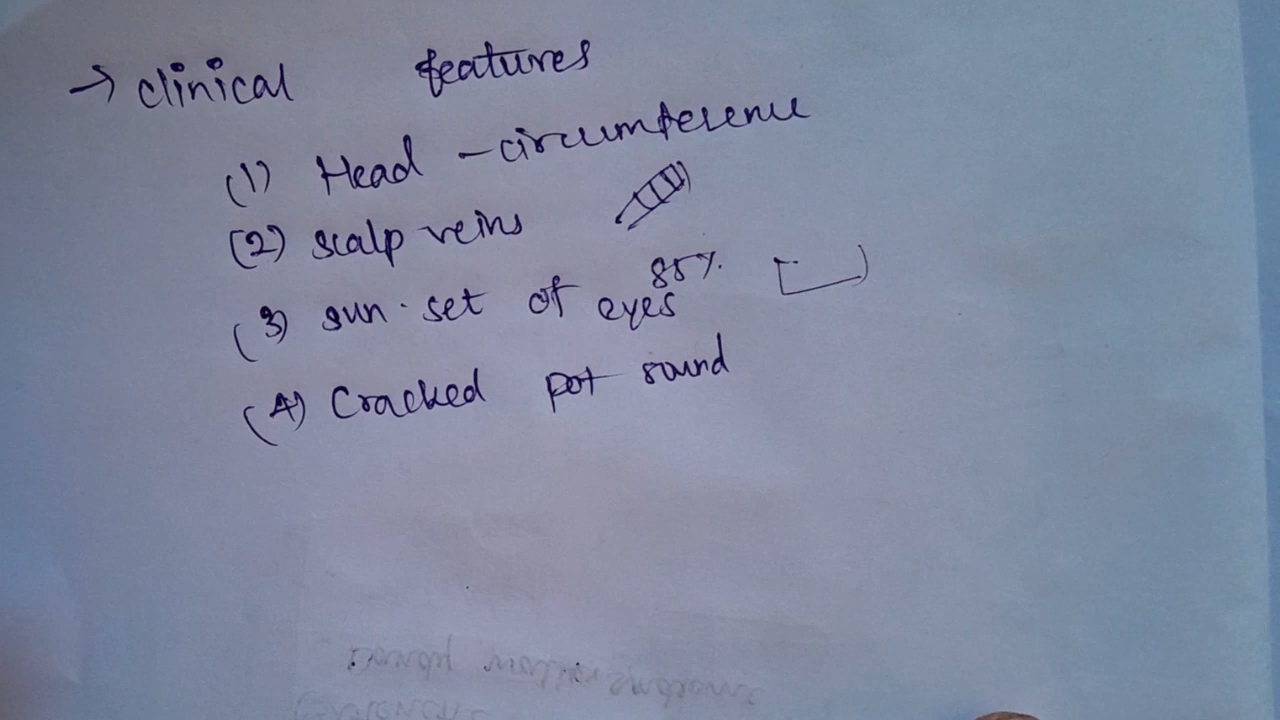 → clinical features
(1) Head - circumference
(2) scalp veins
(3) sun-set of eyes 85%
(4) Cracked pot sound